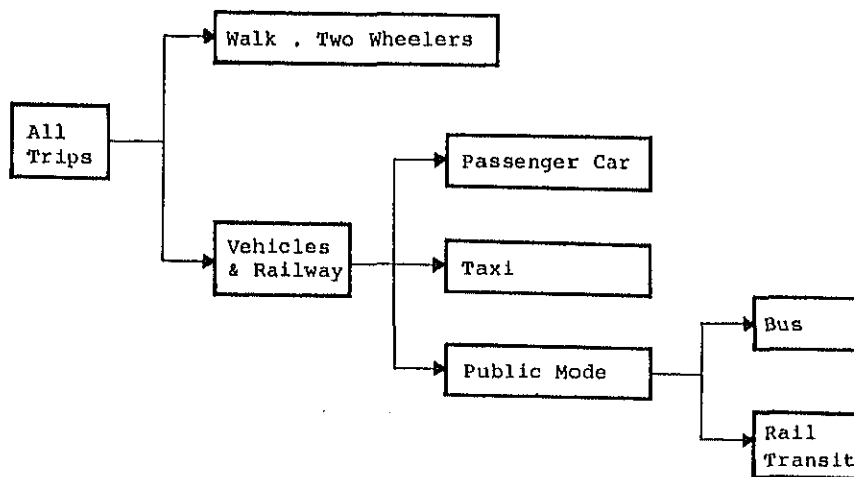 Walk . Two Wheelers
All
Trips
Passenger Car
Vehicles
& Railway
Taxi
Bus
Public Mode
Rail
Transit